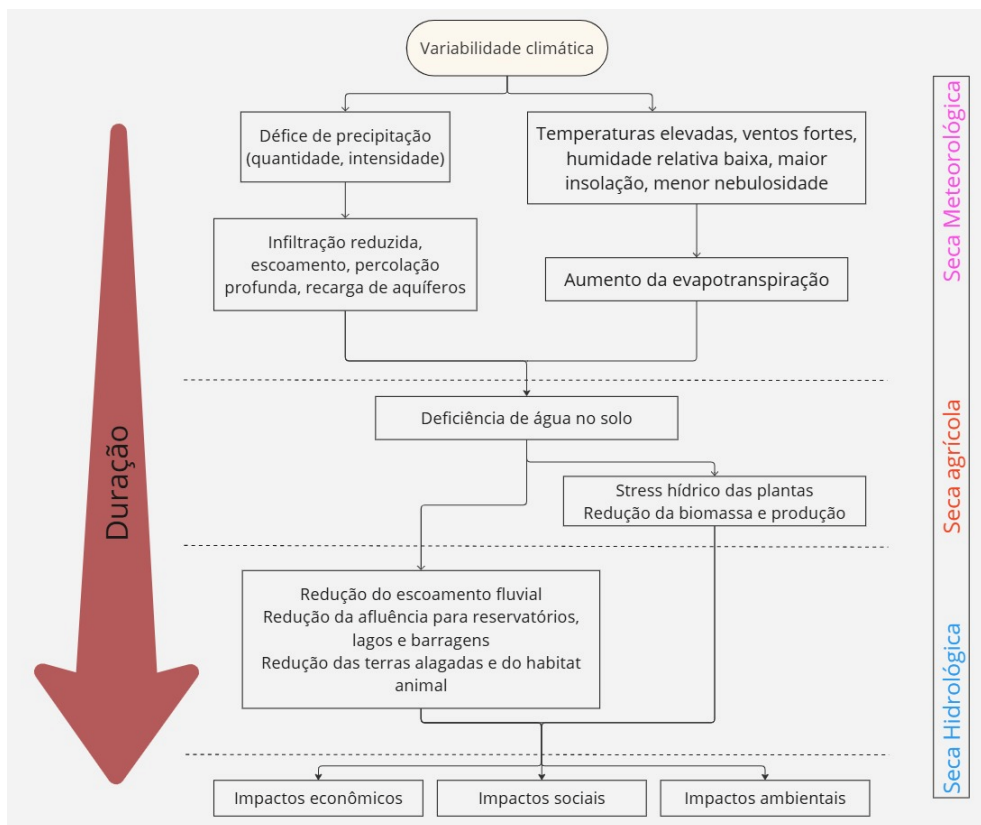 Variabilidade climática
Défice de precipitação
(quantidade, intensidade)
Temperaturas elevadas, ventos fortes,
humidade relativa baixa, maior
insolação, menor nebulosidade
Infiltração reduzida,
escoamento, percolação
profunda, recarga de aquíferos
Aumento da evapotranspiração
Seca Meteorológica
Deficiência de água no solo
Stress hídrico das plantas
Redução da biomassa e produção
Seca agrícola
Duração
Redução do escoamento fluvial
Redução da afluência para reservatórios,
lagos e barragens
Redução das terras alagadas e do habitat
animal
Seca Hidrológica
Impactos econômicos
Impactos sociais
Impactos ambientais